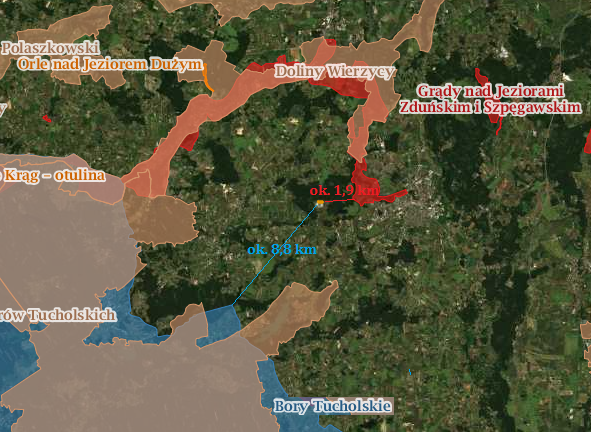 Polaszkowski
Orle nad Jeziorem Dużym
Doliny Wierzycy
Grądy nad Jeziorami
Zduńskim i Szpęgawskim
y
Krąg – otulina
ok. 1,9 km
ok. 8,8 km
rów Tucholskich
Bory Tucholskie